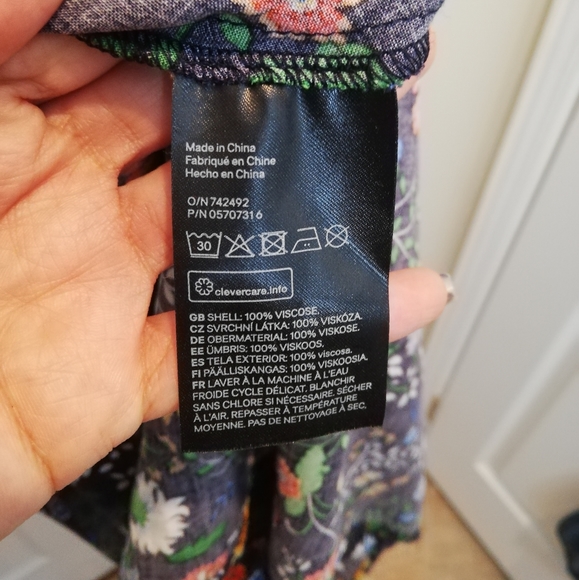 Made in China
Fabriqué en Chine
Hecho en China
O/N 742492
P/N 05707316
30
clevercare.info
GB SHELL: 100% VISCOSE.
CZ SVRCHNÍ LÁTKA: 100% VISKÓZA.
DE OBERMATERIAL: 100% VISKOSE.
EE ÜMBRIS: 100% VISKOOS.
ES TELA EXTERIOR: 100% viscosa.
FI PÄÄLLISKANGAS: 100% VISKOOSIA.
FR LAVER À LA MACHINE À L'EAU
FROIDE CYCLE DÉLICAT. BLANCHIR
SANS CHLORE SI NÉCESSAIRE. SÉCHER
À L'AIR. REPASSER À TEMPÉRATURE
MOYENNE. PAS DE NETTOYAGE À SEC.